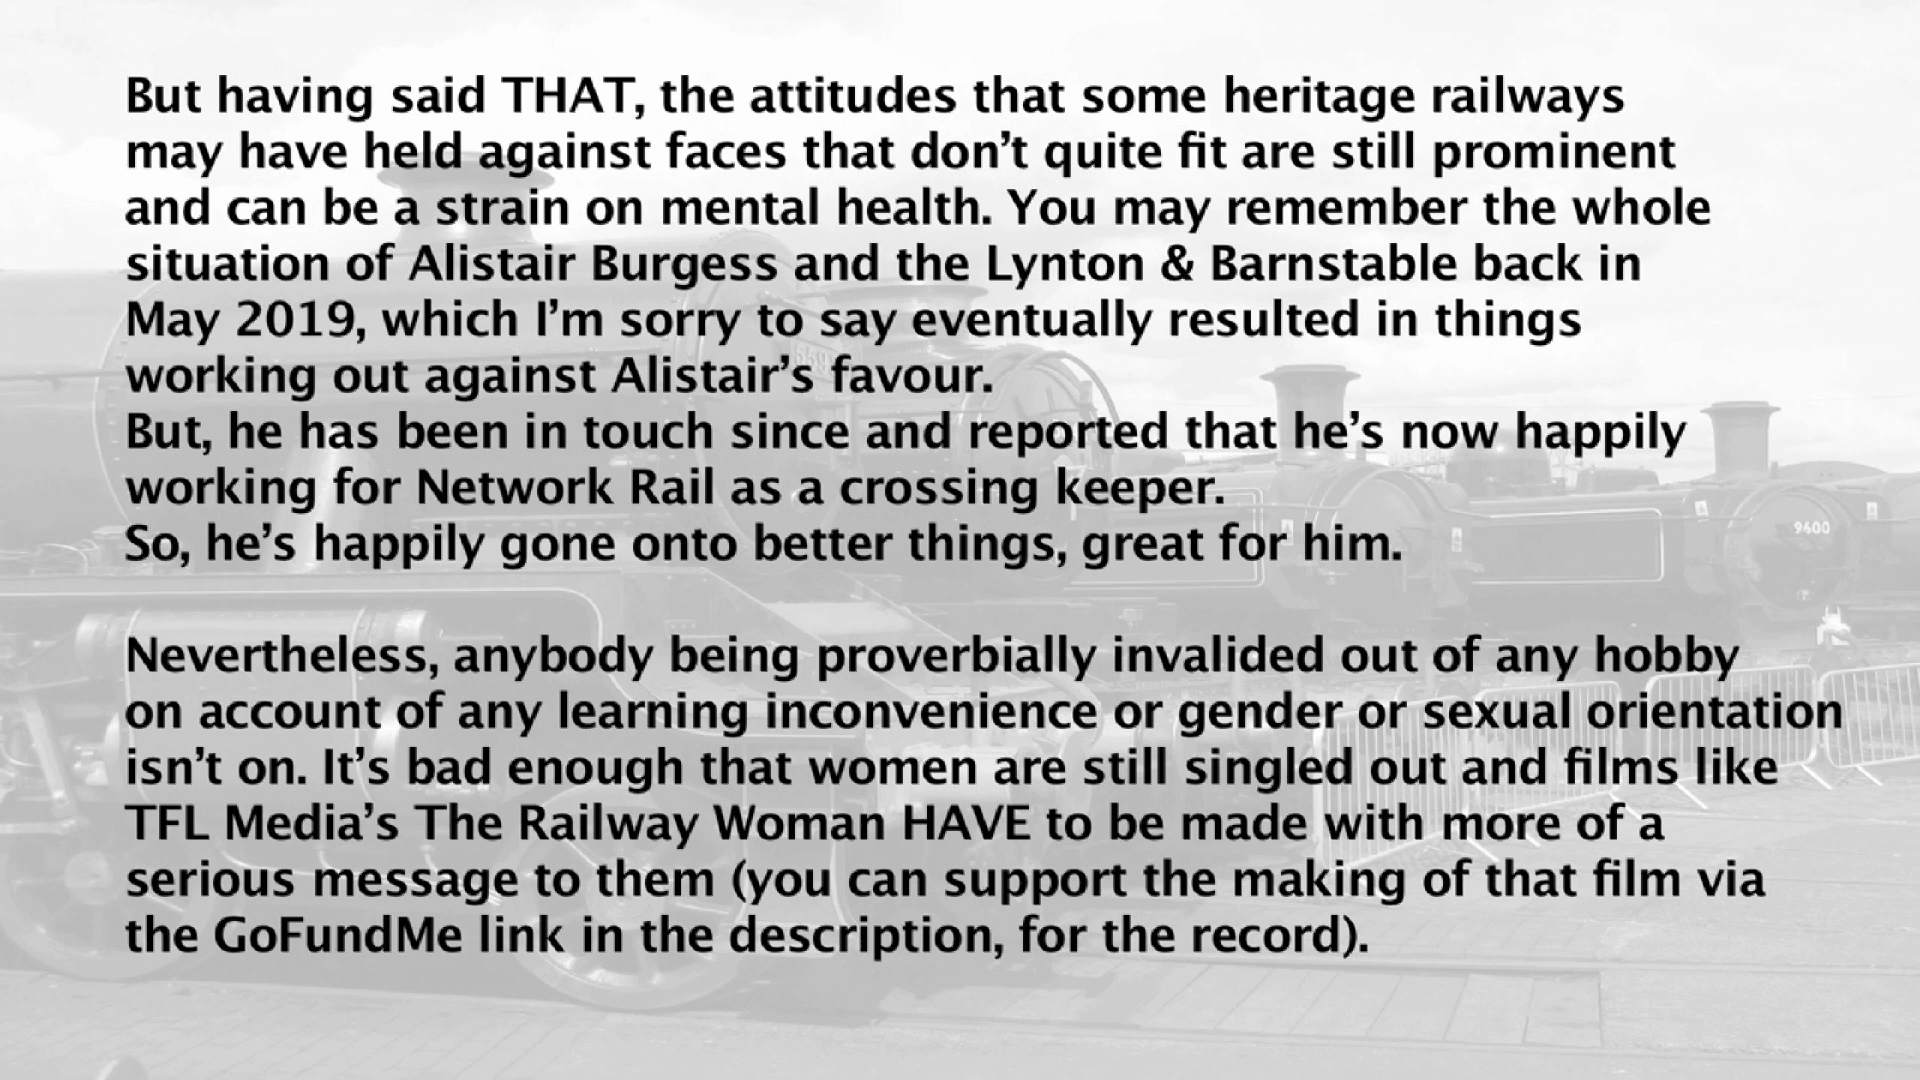 But having said THAT, the attitudes that some heritage railways
may have held against faces that don't quite fit are still prominent
and can be a strain on mental health. You may remember the whole
situation of Alistair Burgess and the Lynton & Barnstable back in
May 2019, which I'm sorry to say eventually resulted in things
working out against Alistair's favour.
But, he has been in touch since and reported that he's now happily
working for Network Rail as a crossing keeper.
So, he's happily gone onto better things, great for him.
9600
Nevertheless, anybody being proverbially invalided out of any hobby
on account of any learning inconvenience or gender or sexual orientation
isn't on. It's bad enough that women are still singled out and films like
TFL Media's The Railway Woman HAVE to be made with more of a
serious message to them (you can support the making of that film via
the GoFundMe link in the description, for the record).